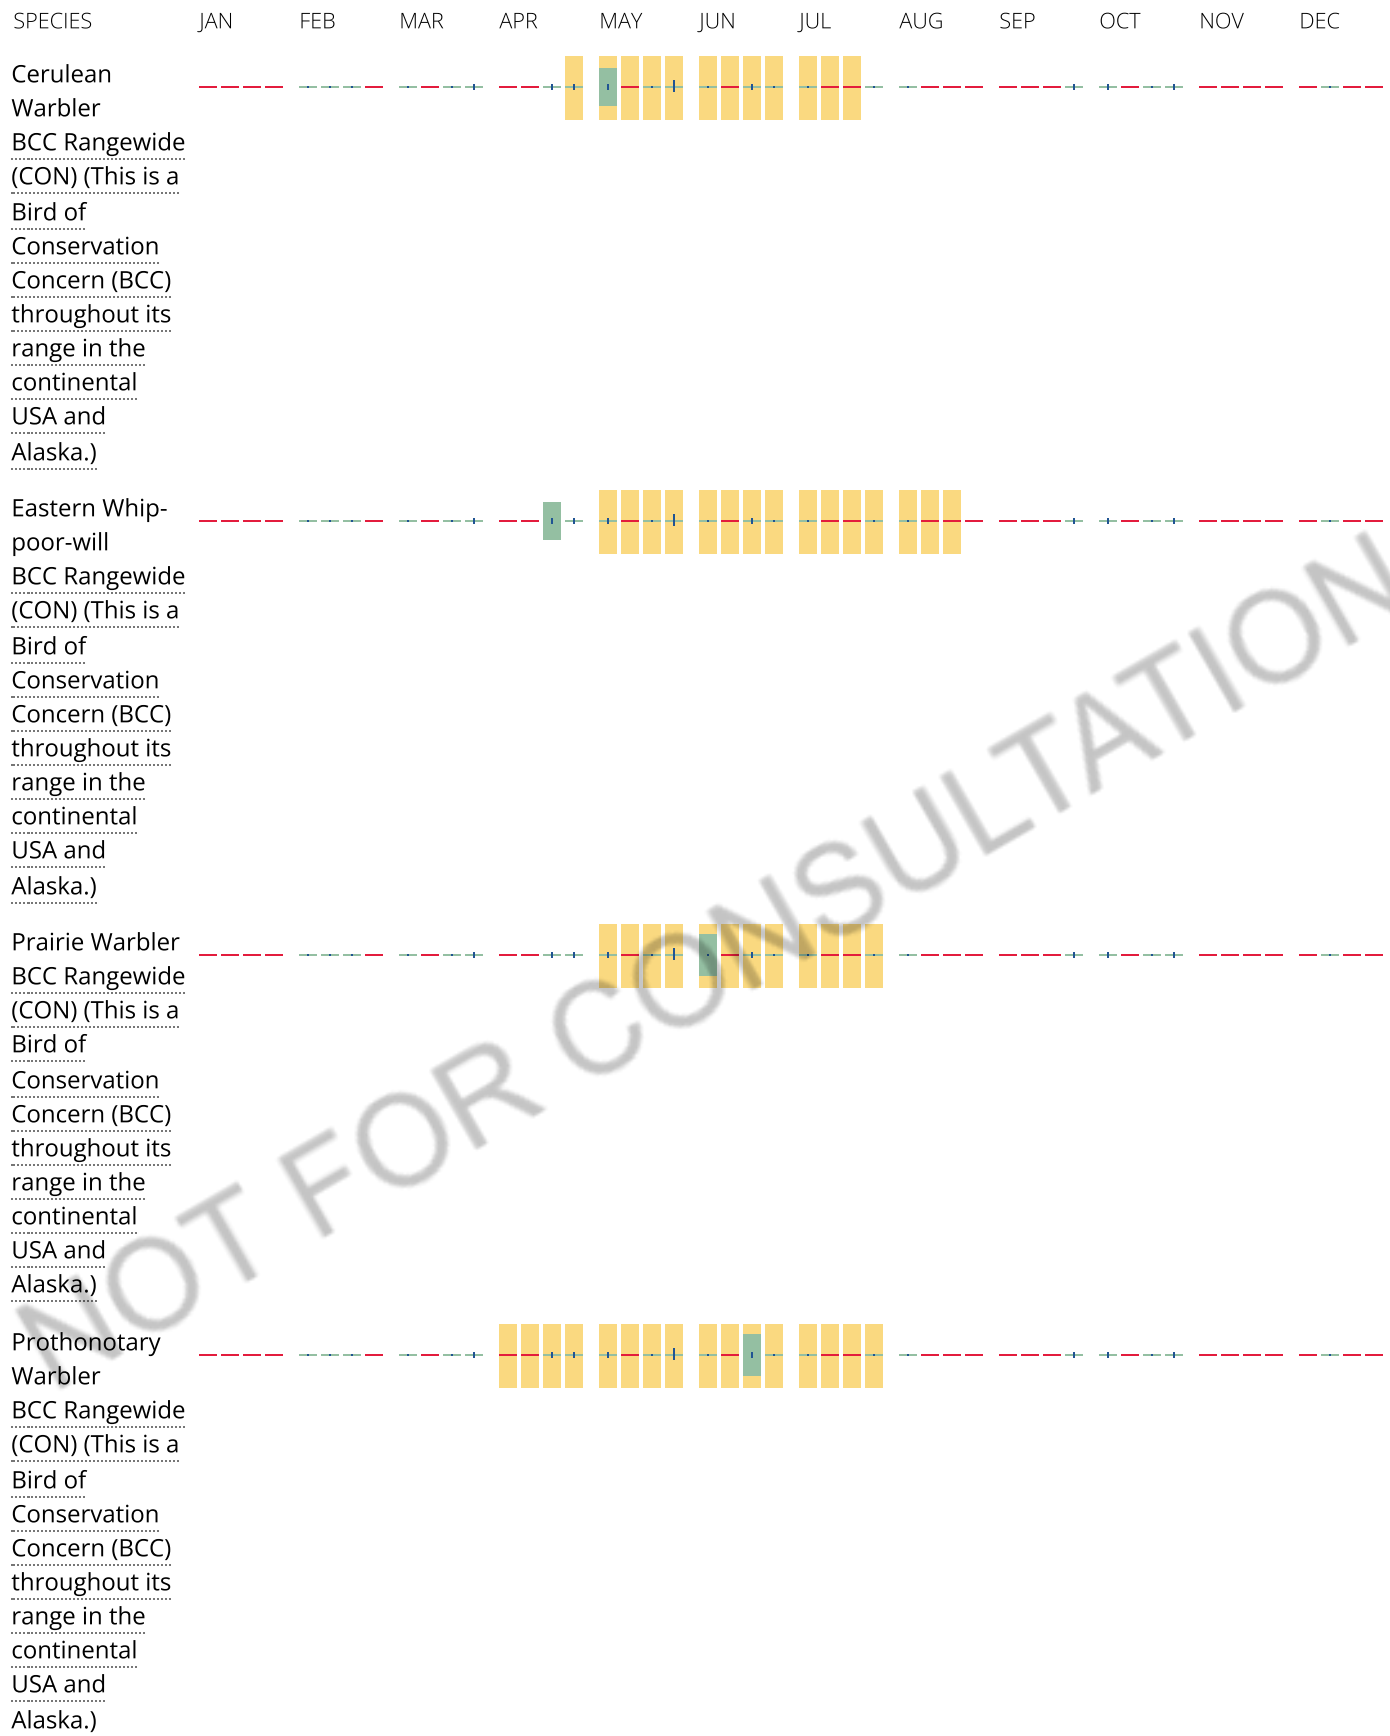 SPECIES JAN FEB MAR APR MAY JUN JUL AUG SEP OCT NOV DEC
Cerulean
Warbler
BCC Rangewide
(CON) (This is a
Bird of
Conservation
Concern (BCC)
throughout its
range in the
continental
USA and
Alaska.)
Eastern Whip-
poor-will
BCC Rangewide
(CON) (This is a
Bird of
Conservation
Concern (BCC)
throughout its
range in the
continental
USA and
Alaska.)
Prairie Warbler
BCC Rangewide
(CON) (This is a
Bird of
Conservation
Concern (BCC)
throughout its
range in the
continental
USA and
Alaska.)
Prothonotary
Warbler
BCC Rangewide
(CON) (This is a
Bird of
Conservation
Concern (BCC)
throughout its
range in the
continental
USA and
Alaska.)
NOT FOR CONSULTATION